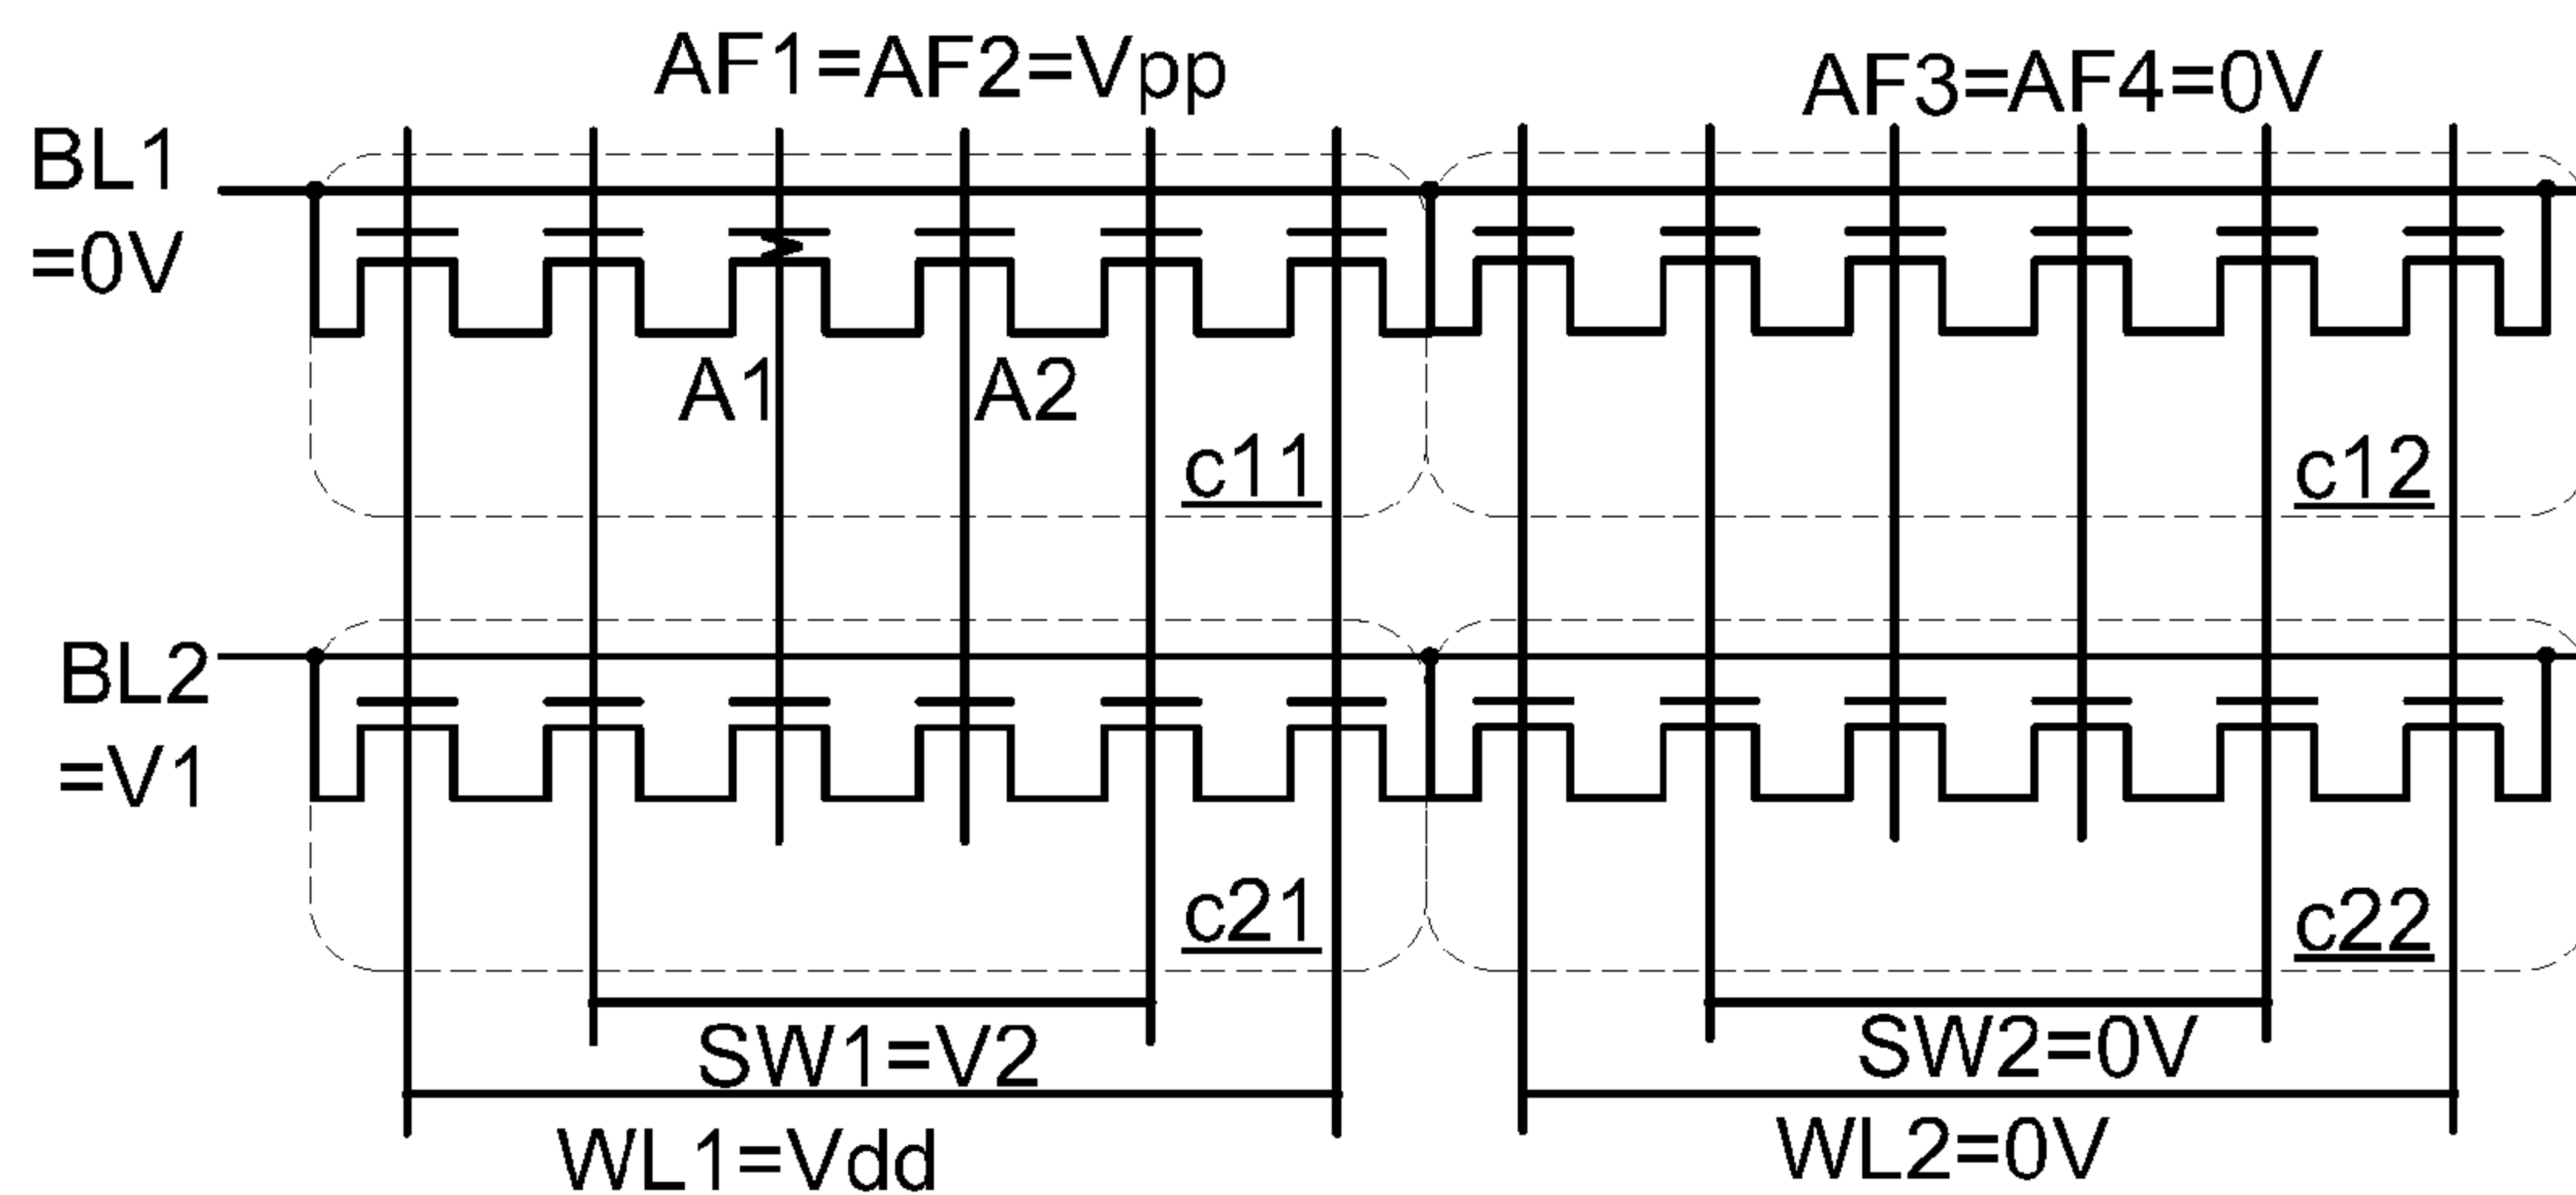 AF1=AF2=Vpp
AF3=AF4=0V
BL1
=0V
A1
A2
c11
c12
BL2
=V1
c21
c22
SW1=V2
SW2=0V
WL1=Vdd
WL2=0V